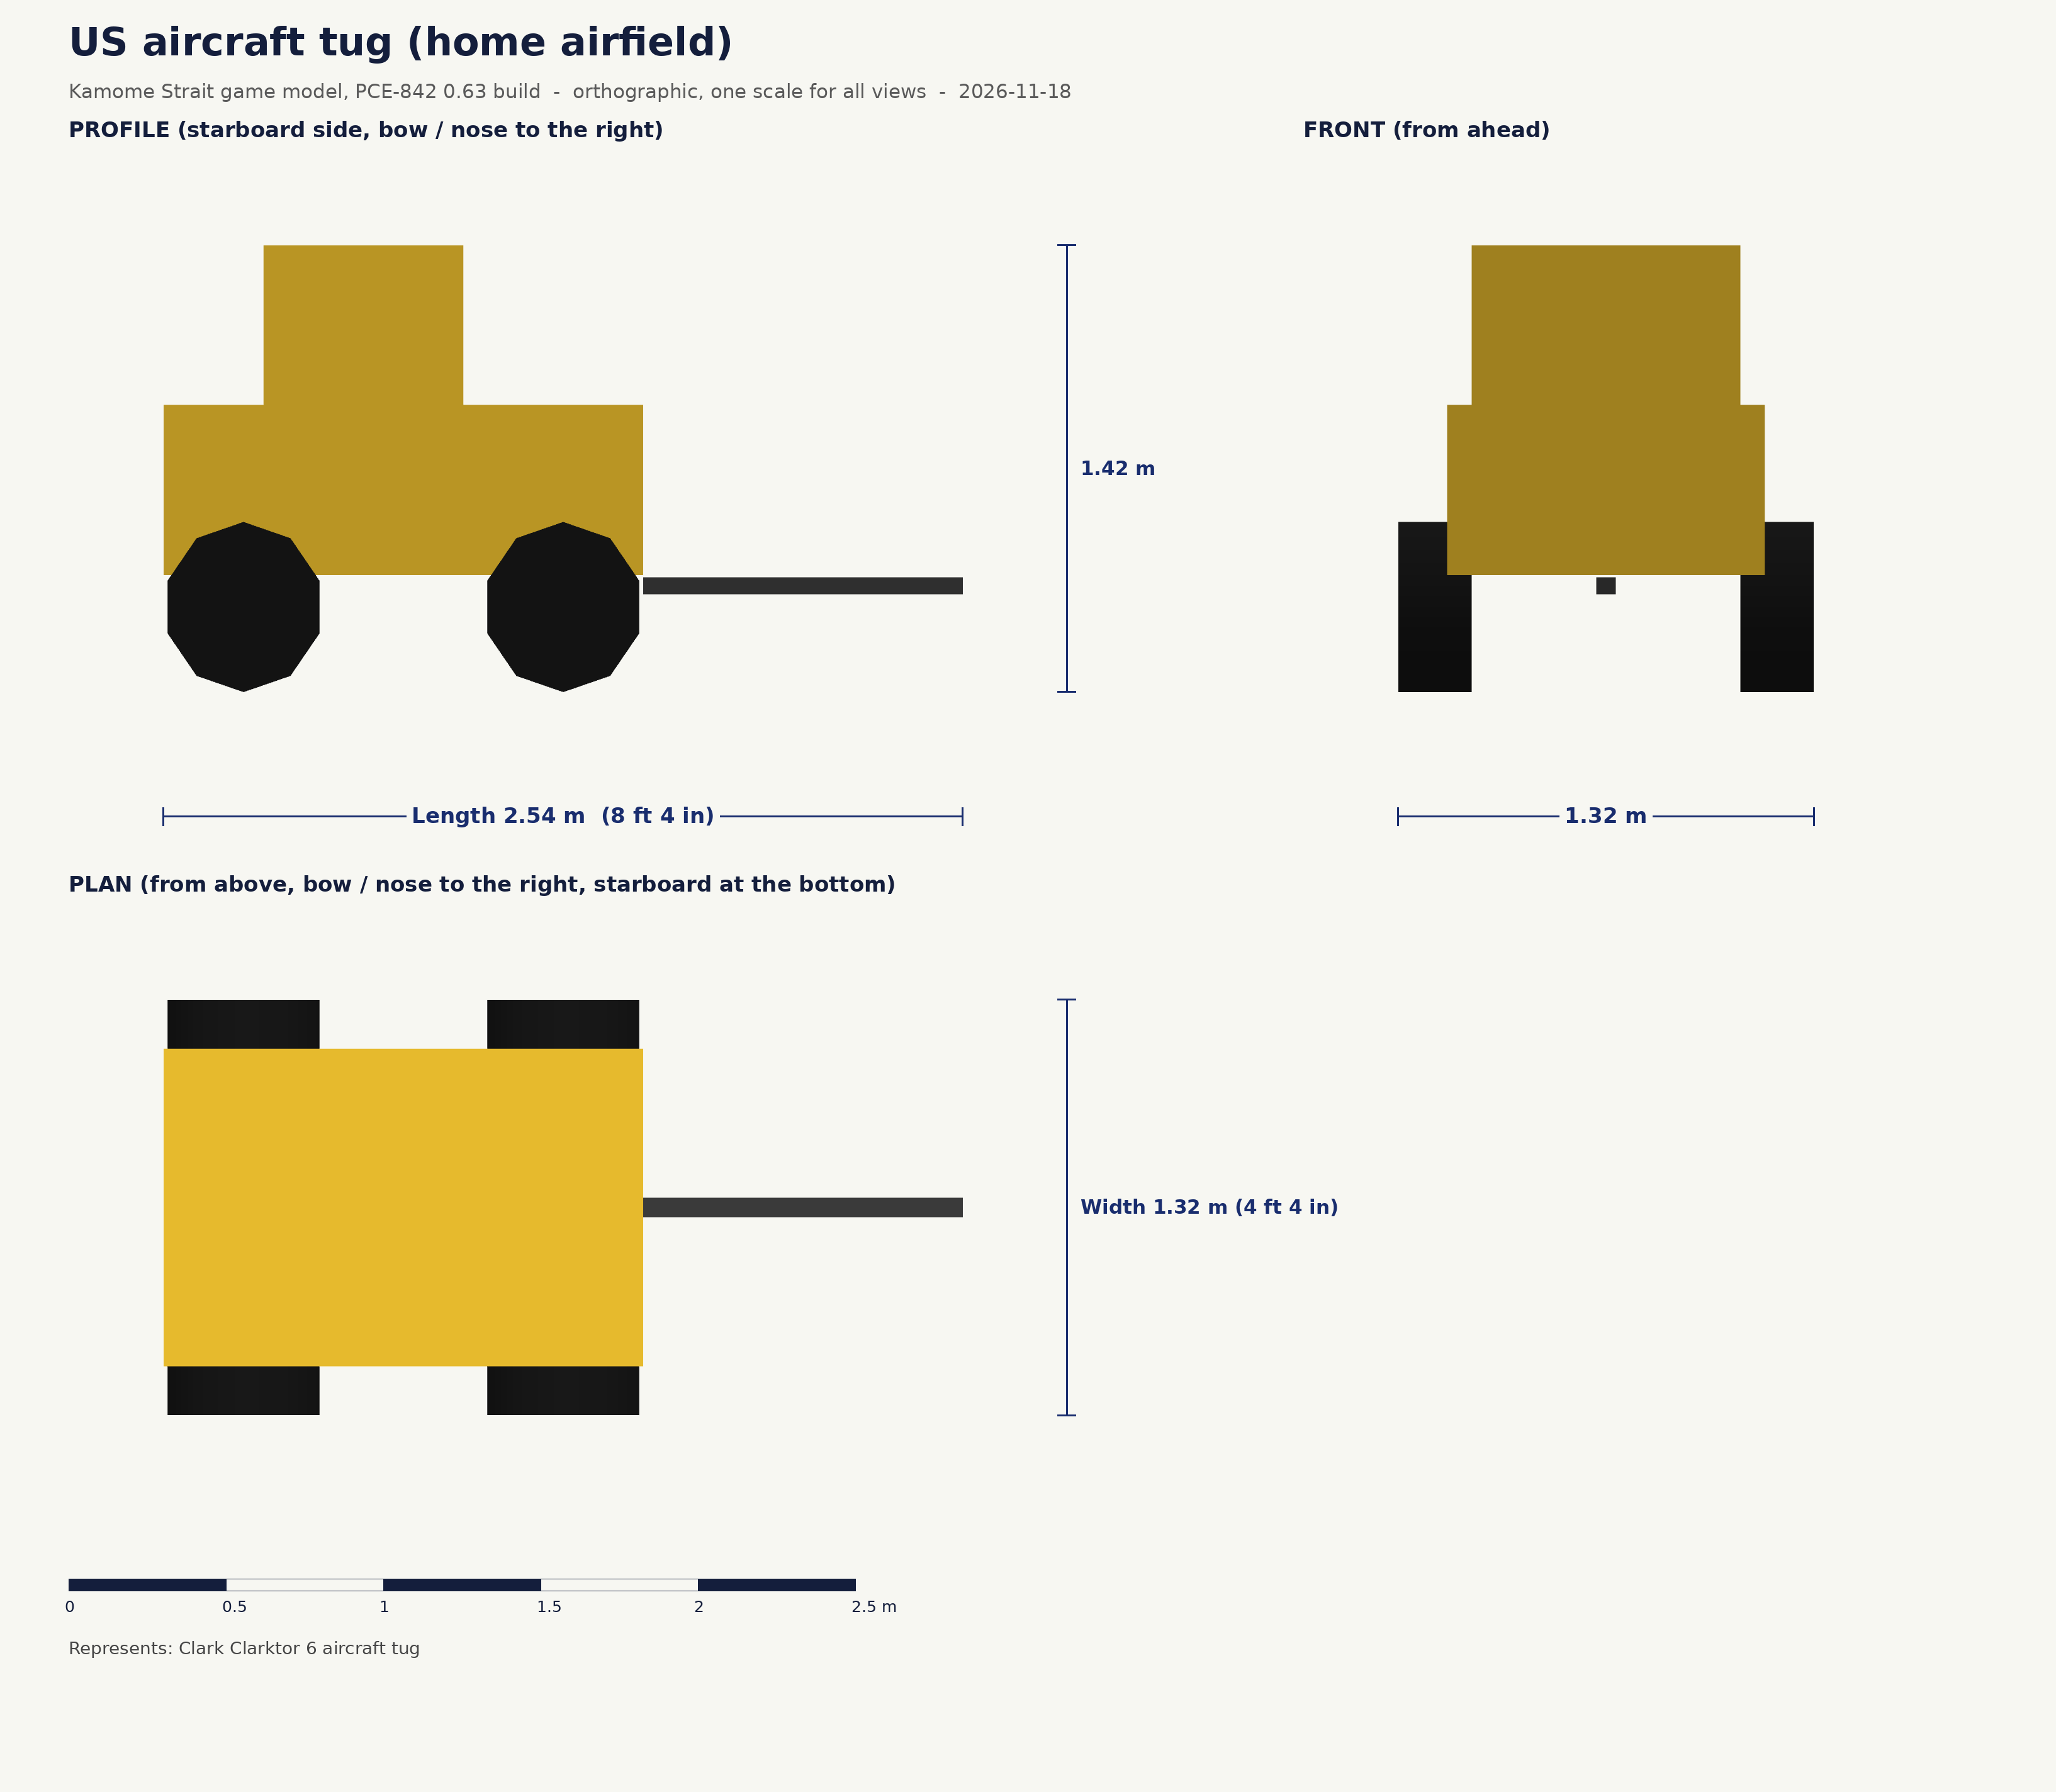 US aircraft tug (home airfield)
Kamome Strait game model, PCE-842 0.63 build - orthographic, one scale for all views - 2026-11-18
PROFILE (starboard side, bow / nose to the right)
FRONT (from ahead)
1.42 m
Length 2.54 m (8 ft 4 in)
1.32 m
PLAN (from above, bow / nose to the right, starboard at the bottom)
Width 1.32 m (4 ft 4 in)
0 0.5 1 1.5 2 2.5 m
Represents: Clark Clarktor 6 aircraft tug